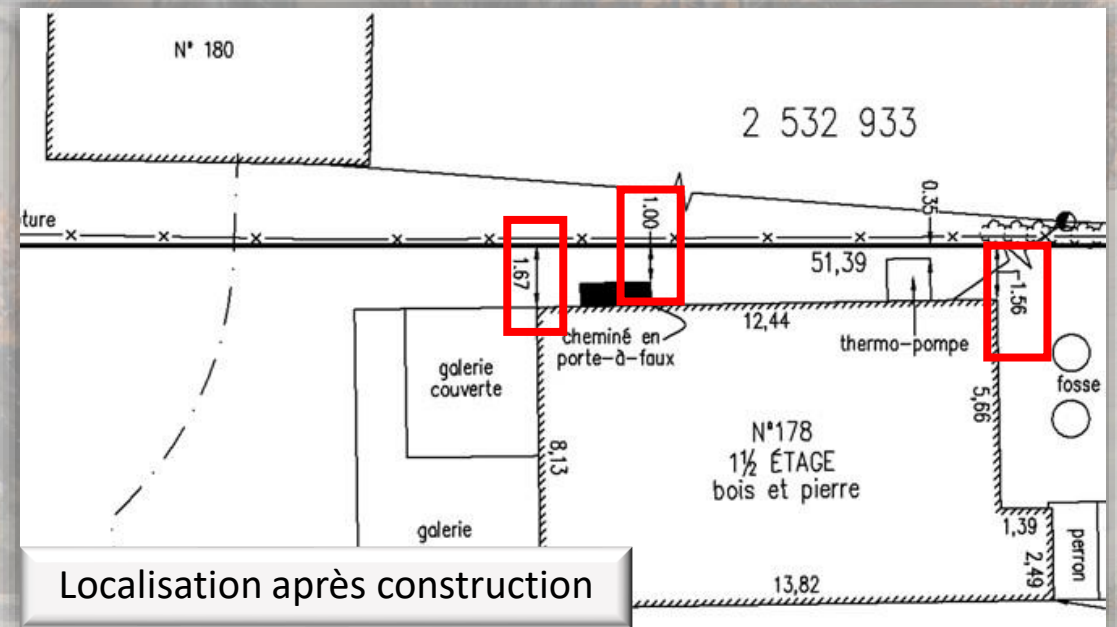 N° 180
2 532 933
ture
1.00
0.35
1.67
51,39
1.56
12,44
cheminé en
porte-à-faux
thermo-pompe
galerie
couverte
fosse
5,66
8,13
N°178
1½ ÉTAGE
bois et pierre
galerie
1,39
perron
2,49
13,82
Localisation après construction